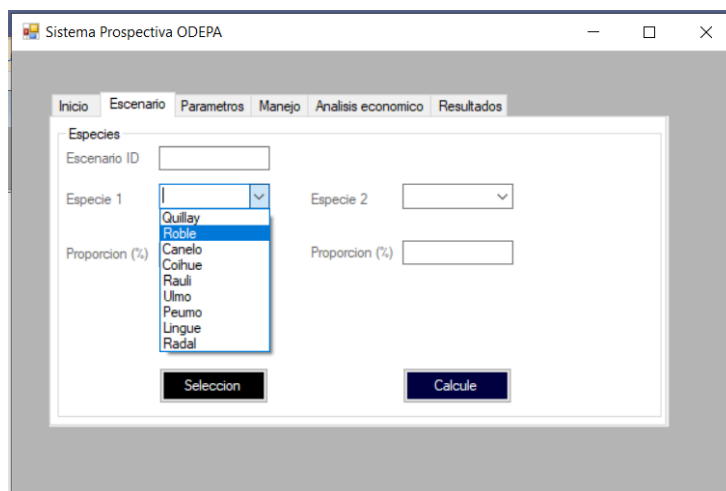 Sistema Prospectiva ODEPA
Inicio Escenario Parametros Manejo Analisis economico Resultados
Especies
Escenario ID
Especie 1 Especie 2
Quillay
Roble
Canelo
Coihue
Rauli
Ulmo
Peumo
Lingue
Radal
Proporcion (%) Proporcion (%)
Seleccion Calcule